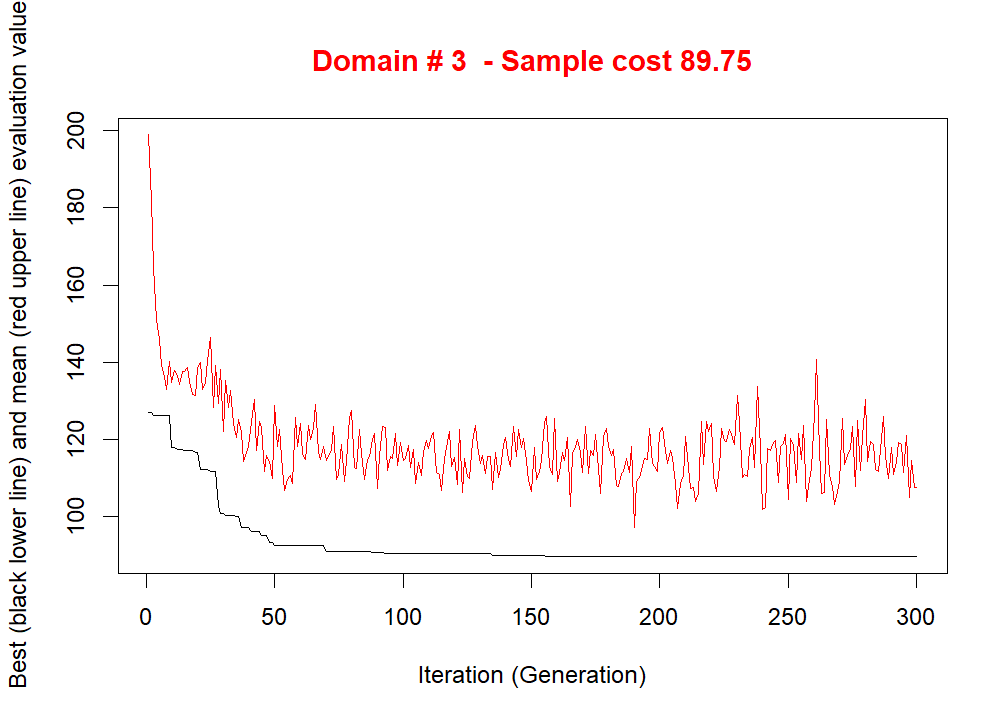 Domain # 3  - Sample cost 89.75
Best (black lower line) and mean (red upper line) evaluation value
200
180
160
140
120
100
0 50 100 150 200 250 300
Iteration (Generation)